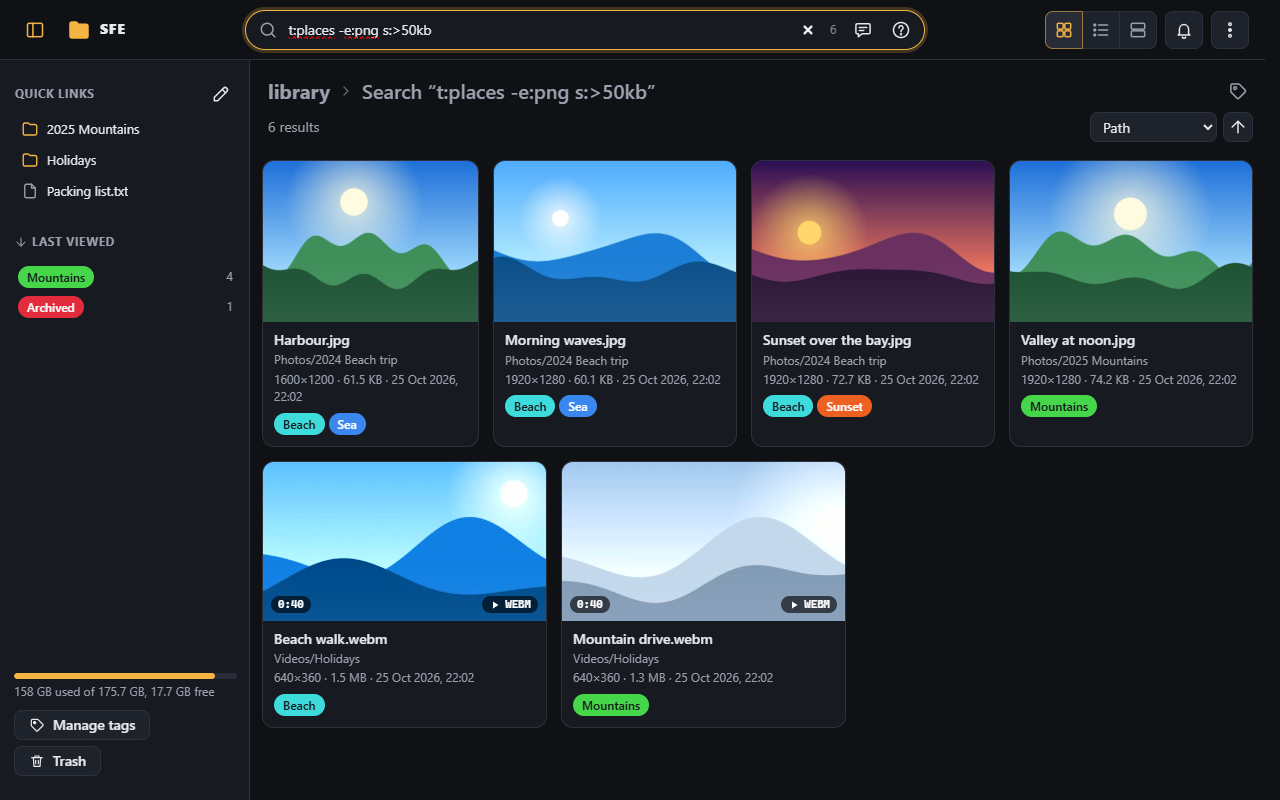 SFE
t:places -e:png s:>50kb
6
QUICK LINKS
2025 Mountains
Holidays
Packing list.txt
LAST VIEWED
Mountains 4
Archived 1
158 GB used of 175.7 GB, 17.7 GB free
Manage tags
Trash
library > Search “t:places -e:png s:>50kb”
6 results
Path
Harbour.jpg
Photos/2024 Beach trip
1600×1200 · 61.5 KB · 25 Oct 2026,
22:02
Beach Sea
Morning waves.jpg
Photos/2024 Beach trip
1920×1280 · 60.1 KB · 25 Oct 2026, 22:02
Beach Sea
Sunset over the bay.jpg
Photos/2024 Beach trip
1920×1280 · 72.7 KB · 25 Oct 2026, 22:02
Beach Sunset
Valley at noon.jpg
Photos/2025 Mountains
1920×1280 · 74.2 KB · 25 Oct 2026, 22:02
Mountains
0:40 WEBM
Beach walk.webm
Videos/Holidays
640×360 · 1.5 MB · 25 Oct 2026, 22:02
Beach
0:40 WEBM
Mountain drive.webm
Videos/Holidays
640×360 · 1.3 MB · 25 Oct 2026, 22:02
Mountains